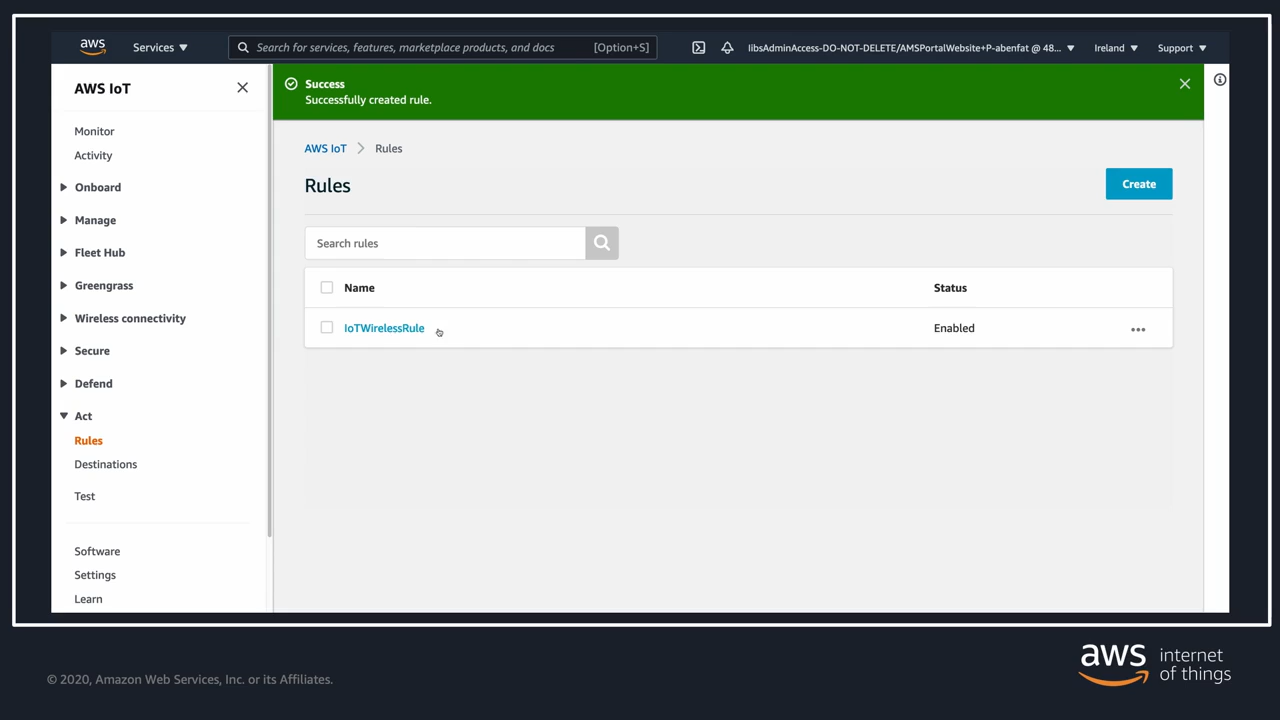 aws
Services
Search for services, features, marketplace products, and docs
[Option+S]
IibsAdminAccess-DO-NOT-DELETE/AMSPortalWebsite+P-abenfat @ 48...
Ireland
Support
AWS IoT
Monitor
Activity
Onboard
Manage
Fleet Hub
Greengrass
Wireless connectivity
Secure
Defend
Act
Rules
Destinations
Test
Software
Settings
Learn
Success
Successfully created rule.
AWS IoT
Rules
Rules
Create
Search rules
Name
Status
IoTWirelessRule
Enabled
© 2020, Amazon Web Services, Inc. or its Affiliates.
aws
internet
of things